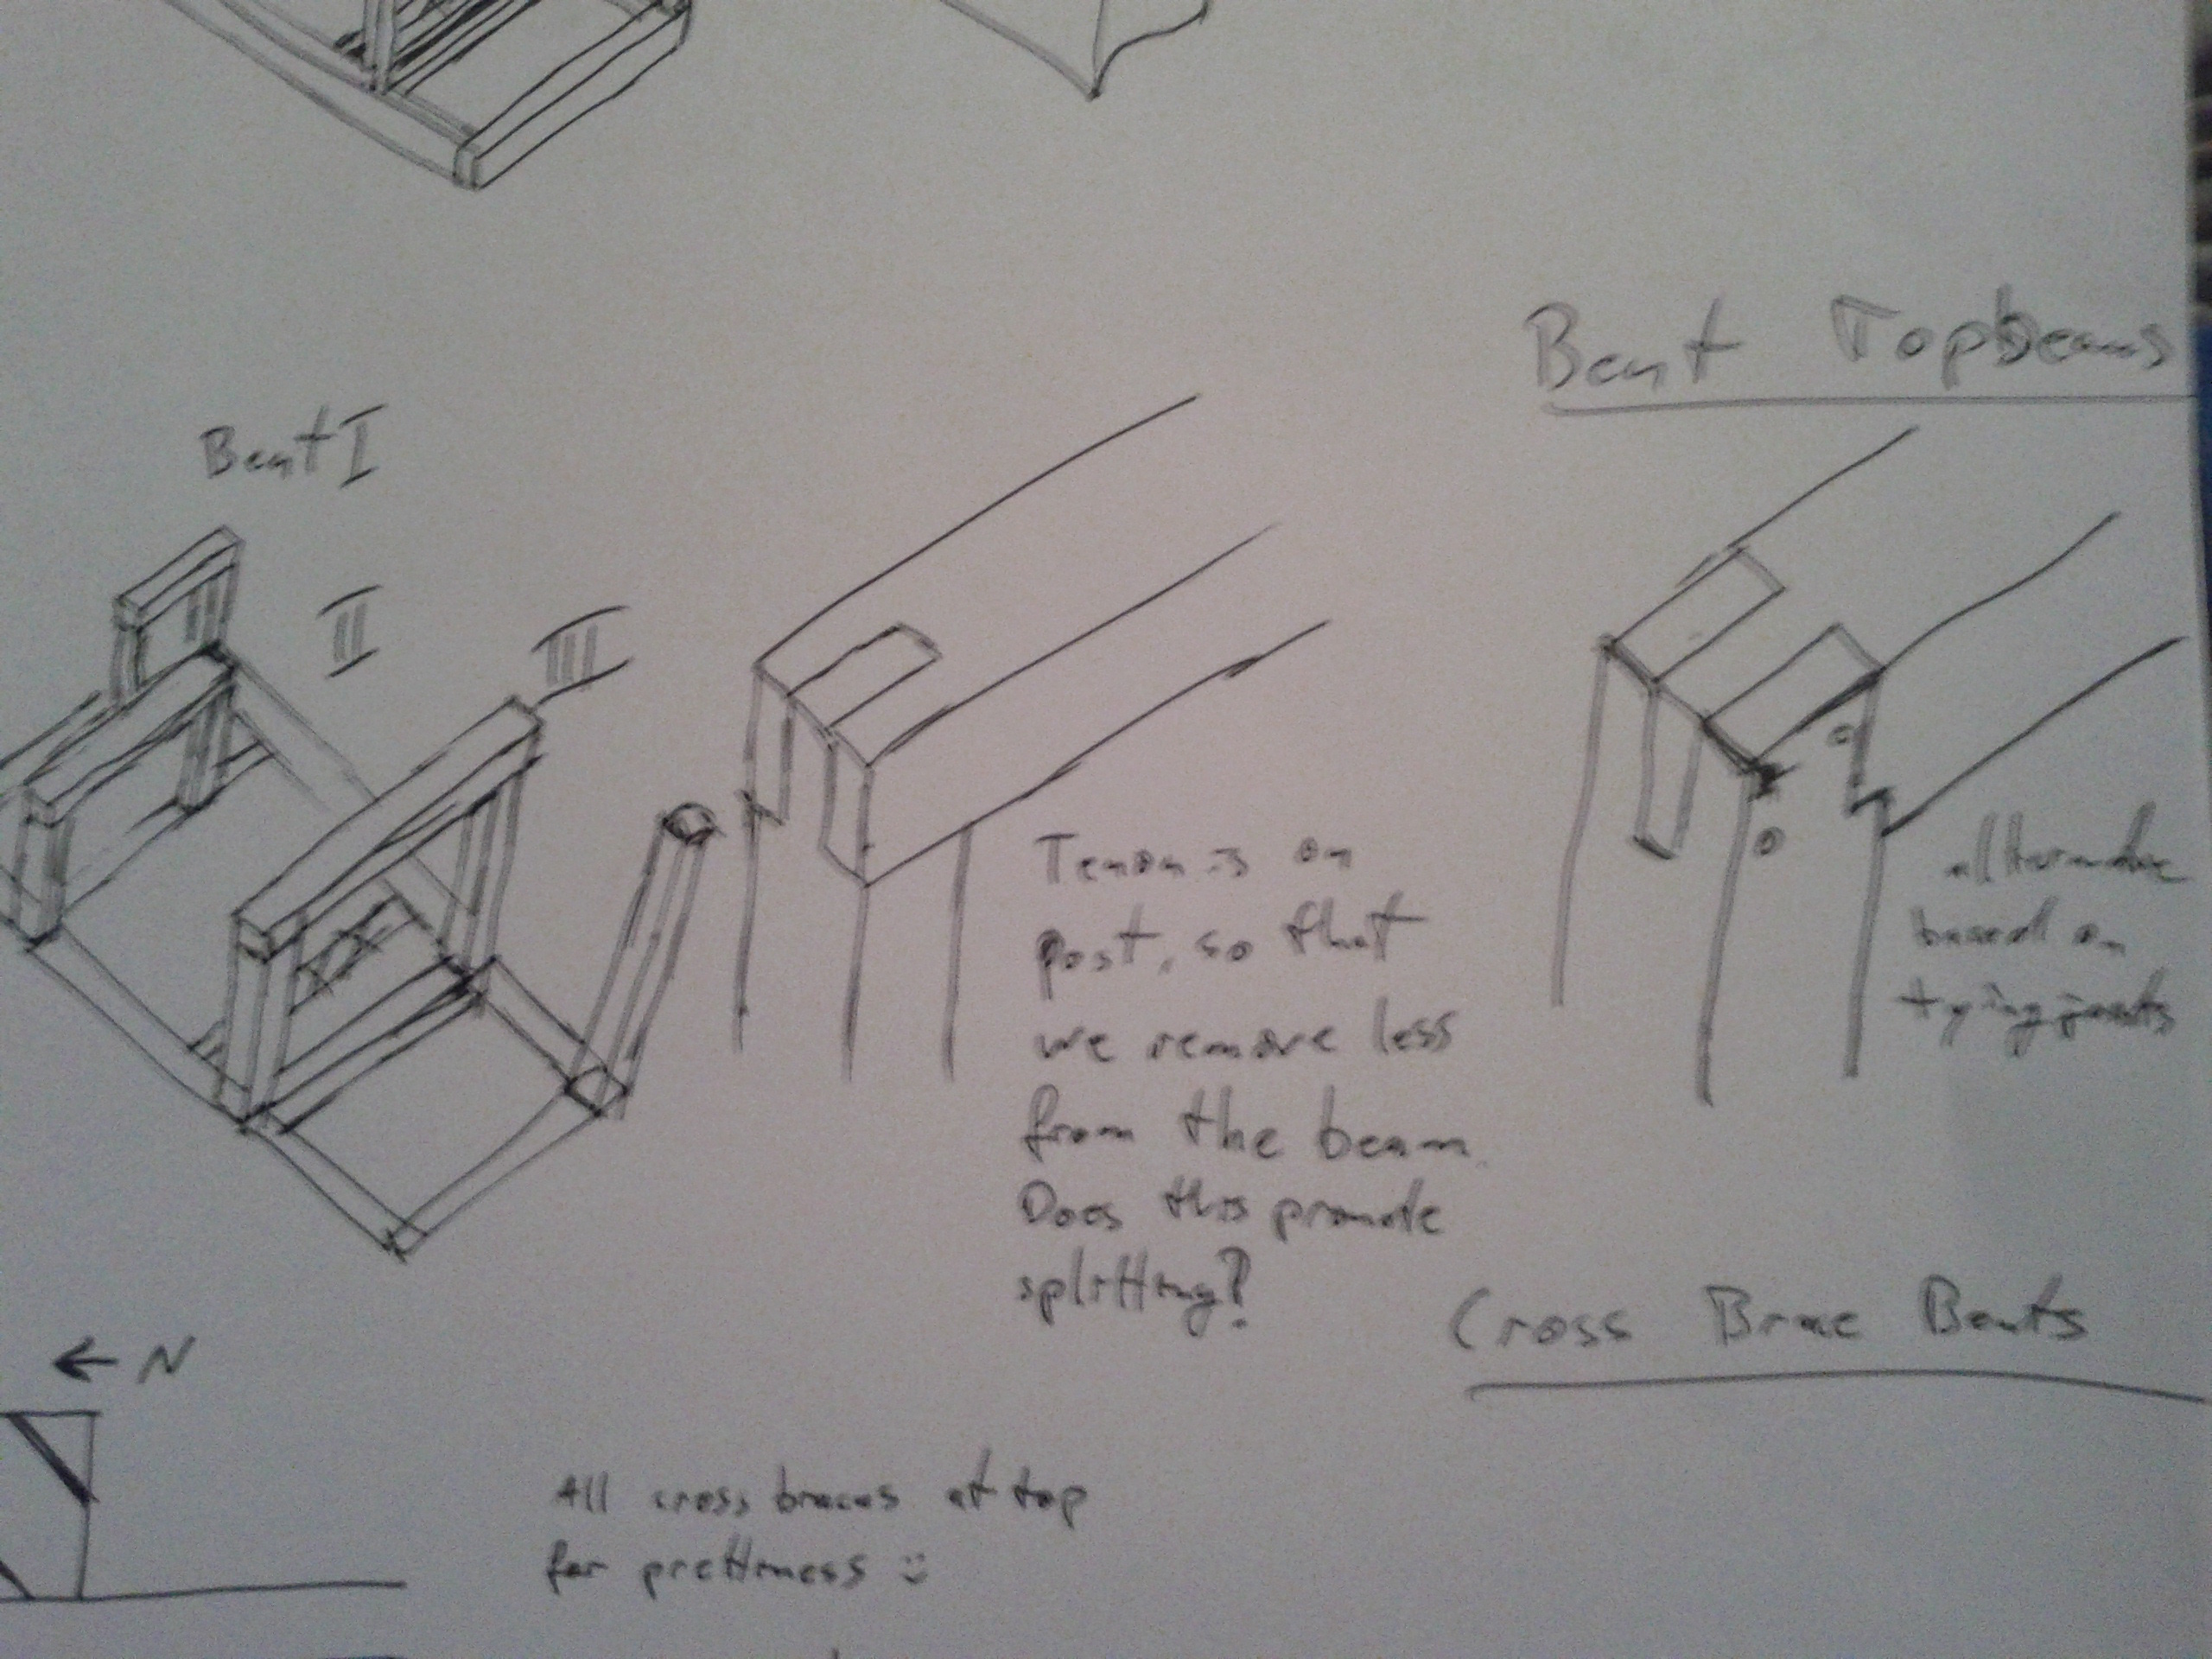 Bent Topbeams
Bent I
II
III
Tenon is on
post, so that
we remove less
from the beam.
Does this promote
splitting?
alternative
based on
tying joints
Cross Brace Bents
← N
All cross braces at top
for prettiness :)